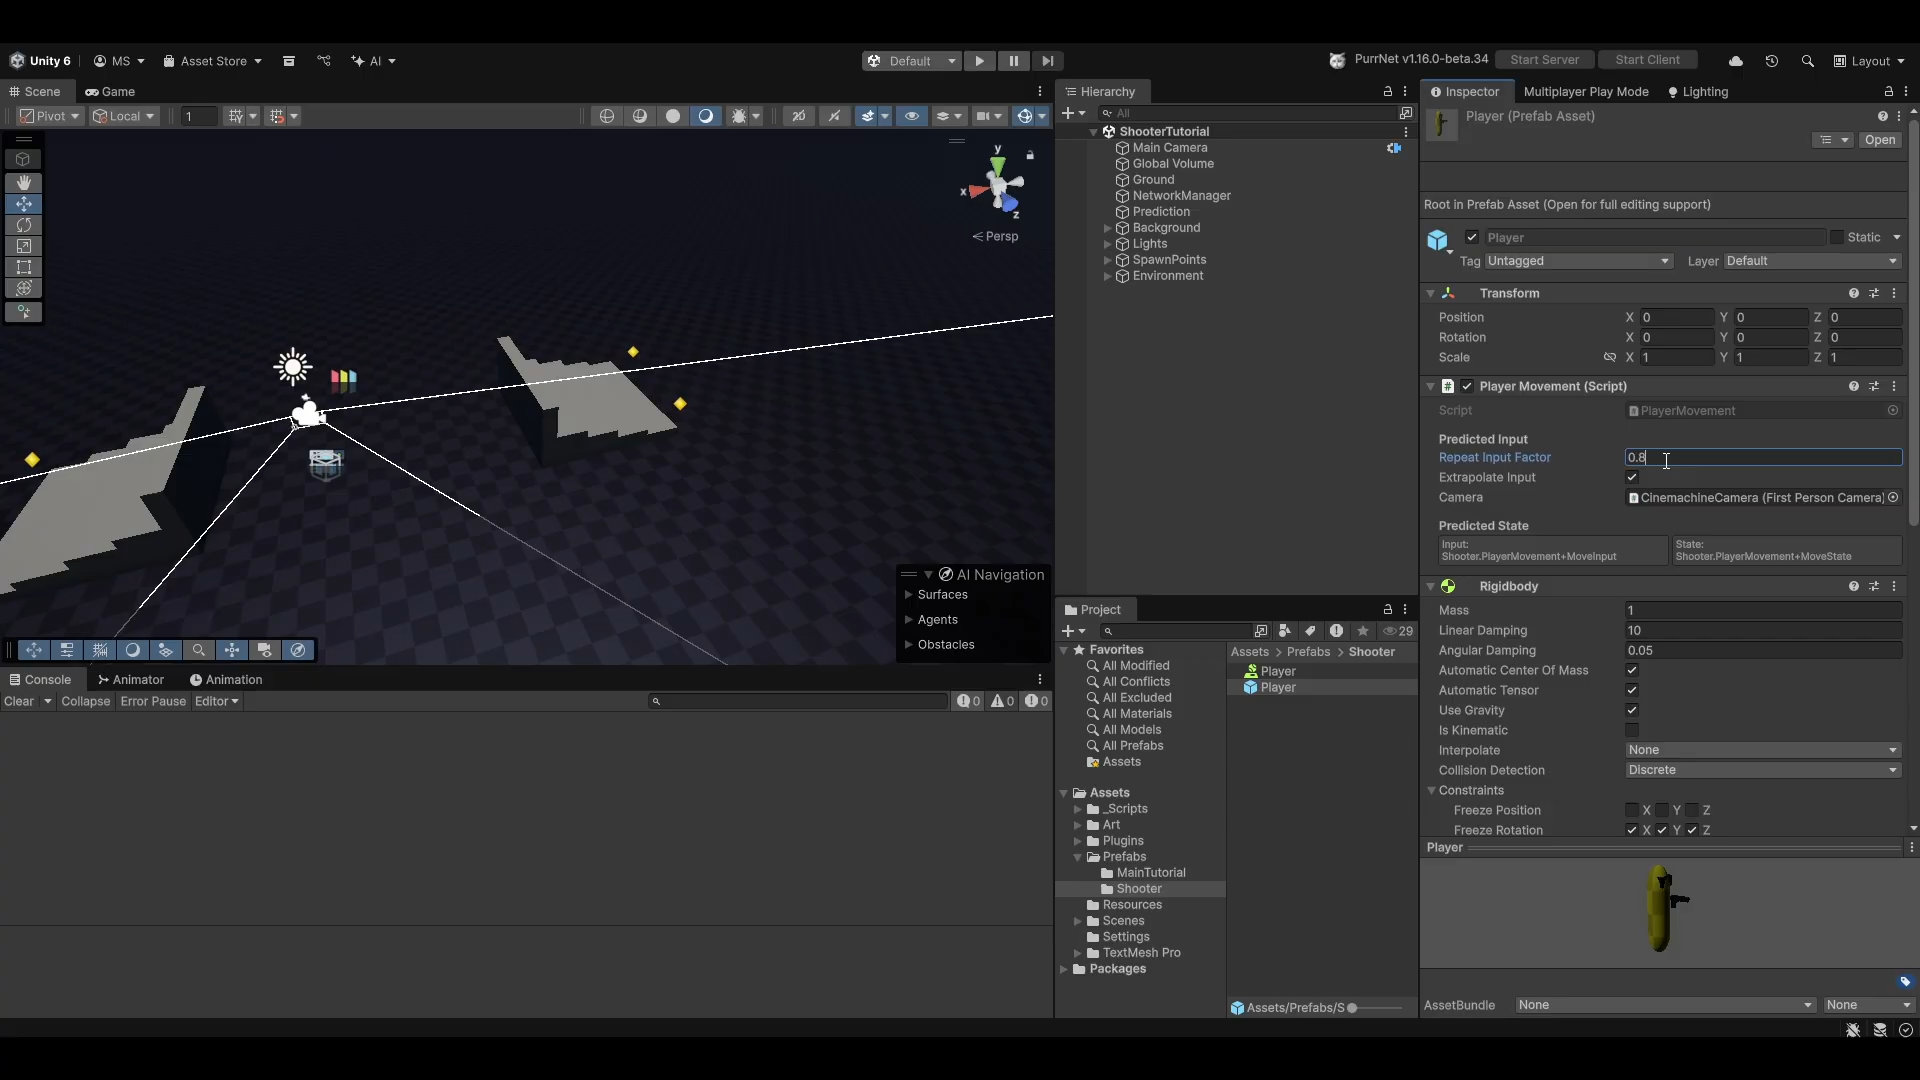 Unity 6 MS Asset Store AI Default PurrNet v1.16.0-beta.34 Start Server Start Client Layout
Scene Game
Pivot Local 1 2D
y
x
z
Persp
AI Navigation
Surfaces
Agents
Obstacles
Console Animator Animation
Clear Collapse Error Pause Editor 0 0 0
Hierarchy
All
ShooterTutorial
Main Camera
Global Volume
Ground
NetworkManager
Prediction
Background
Lights
SpawnPoints
Environment
Project
29
Favorites
All Modified
All Conflicts
All Excluded
All Materials
All Models
All Prefabs
Assets
Assets
_Scripts
Art
Plugins
Prefabs
MainTutorial
Shooter
Resources
Scenes
Settings
TextMesh Pro
Packages
Assets > Prefabs > Shooter
Player
Player
Assets/Prefabs/S
Inspector Multiplayer Play Mode Lighting
Player (Prefab Asset)
Open
Root in Prefab Asset (Open for full editing support)
Player Static
Tag Untagged Layer Default
Transform
Position X 0 Y 0 Z 0
Rotation X 0 Y 0 Z 0
Scale X 1 Y 1 Z 1
Player Movement (Script)
Script PlayerMovement
Predicted Input
Repeat Input Factor 0.8
Extrapolate Input
Camera CinemachineCamera (First Person Camera)
Predicted State
Input: State:
Shooter.PlayerMovement+MoveInput Shooter.PlayerMovement+MoveState
Rigidbody
Mass 1
Linear Damping 10
Angular Damping 0.05
Automatic Center Of Mass
Automatic Tensor
Use Gravity
Is Kinematic
Interpolate None
Collision Detection Discrete
Constraints
Freeze Position X Y Z
Freeze Rotation X Y Z
Player
AssetBundle None None